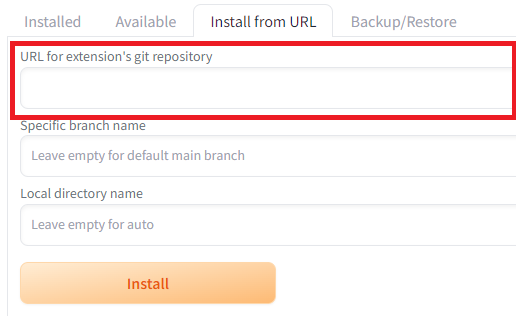 Installed Available Install from URL Backup/Restore
URL for extension's git repository
Specific branch name
Leave empty for default main branch
Local directory name
Leave empty for auto
Install